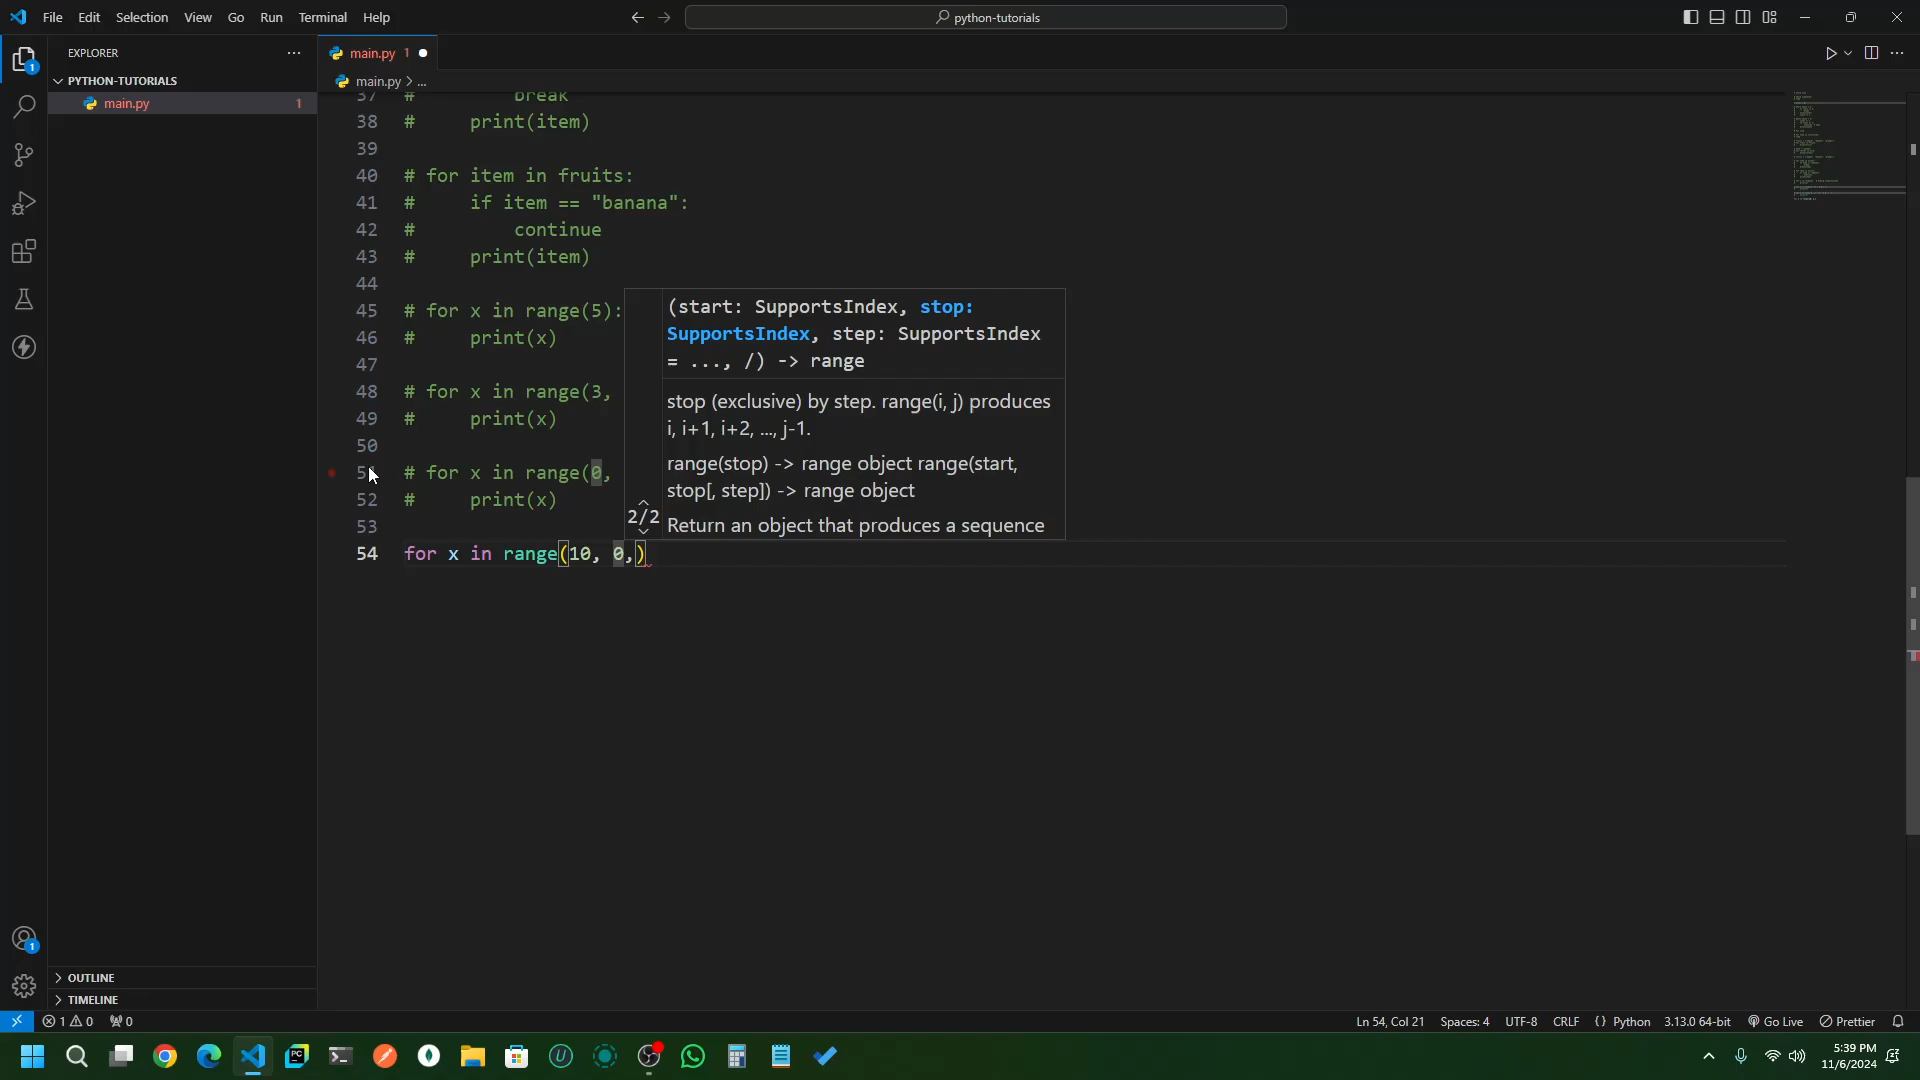 File Edit Selection View Go Run Terminal Help
python-tutorials
EXPLORER
main.py 1
PYTHON-TUTORIALS
main.py > ...
main.py 1
37 # break
38 # print(item)
39
40 # for item in fruits:
41 # if item == "banana":
42 # continue
43 # print(item)
44
45 # for x in range(5):
46 # print(x)
47
48 # for x in range(3,
49 # print(x)
50
51 # for x in range(0,
52 # print(x)
53
54 for x in range(10, 0,)
(start: SupportsIndex, stop:
SupportsIndex, step: SupportsIndex
= ..., /) -> range
stop (exclusive) by step. range(i, j) produces
i, i+1, i+2, ..., j-1.
range(stop) -> range object range(start,
stop[, step]) -> range object
2/2
Return an object that produces a sequence
1
1
OUTLINE
TIMELINE
1 0 0
Ln 54, Col 21 Spaces: 4 UTF-8 CRLF {} Python 3.13.0 64-bit Go Live Prettier
PC
U
5:39 PM
11/6/2024